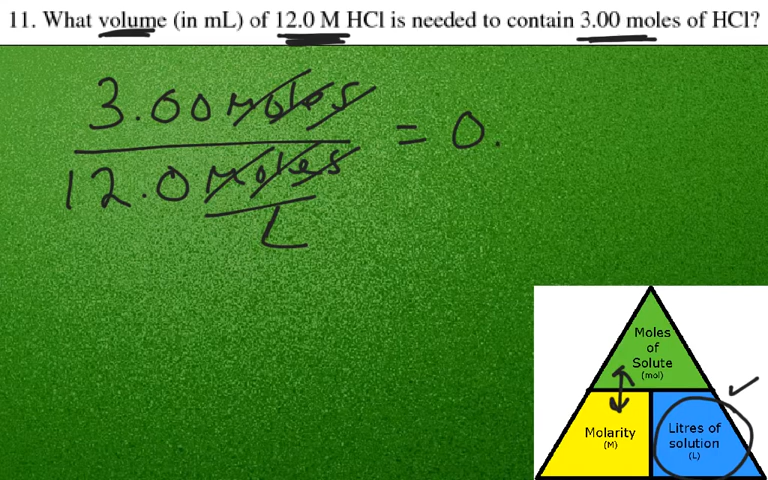 11. What volume (in mL) of 12.0 M HCl is needed to contain 3.00 moles of HCl?
3.00 moles
12.0 moles
L
= 0.
Moles
of
Solute
(mol)
Molarity
(M)
Litres of
solution
(L)